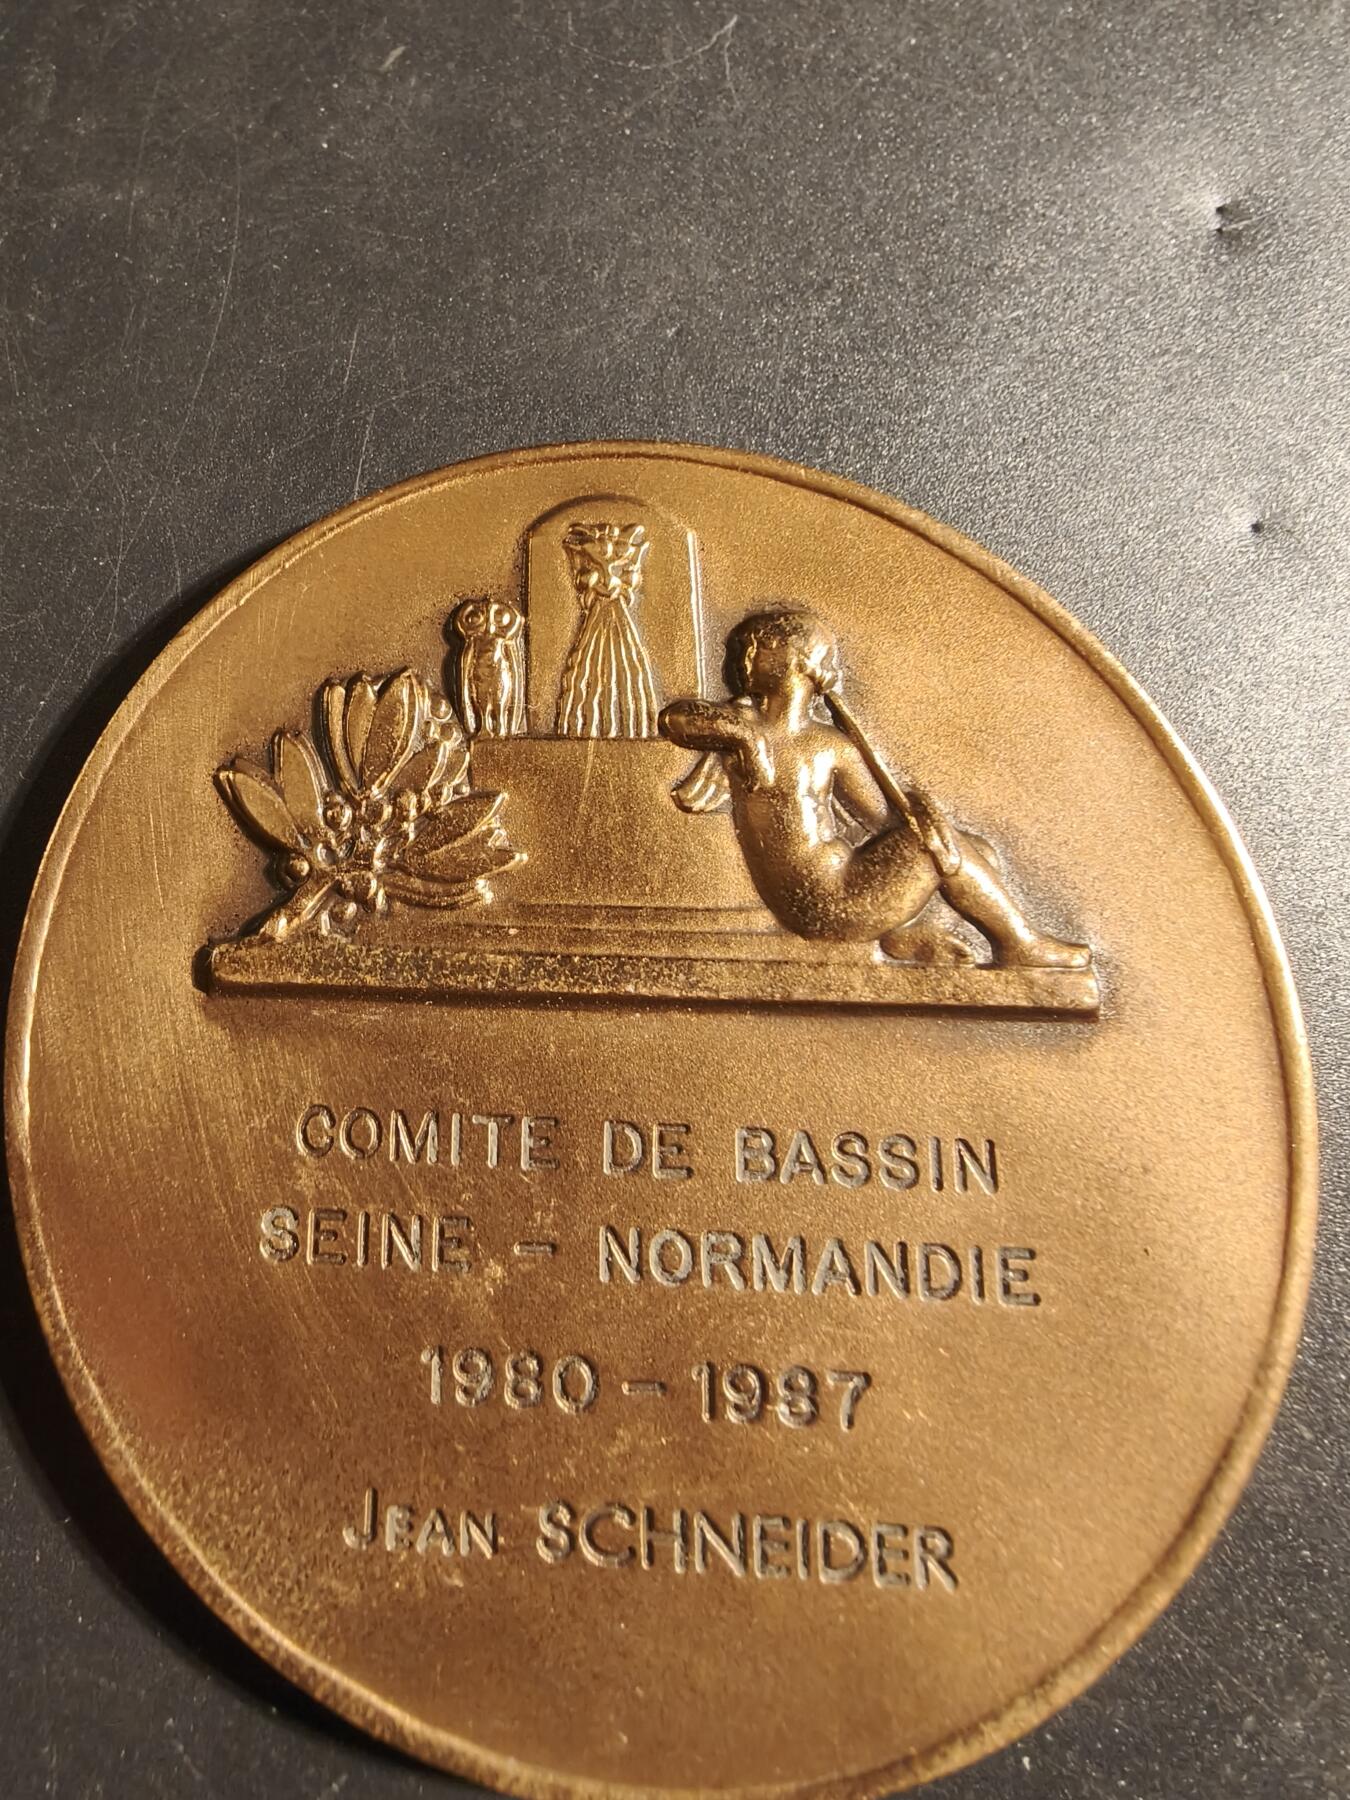 COMITE DE BASSIN
SEINE - NORMANDIE
1980 - 1987
JEAN SCHNEIDER